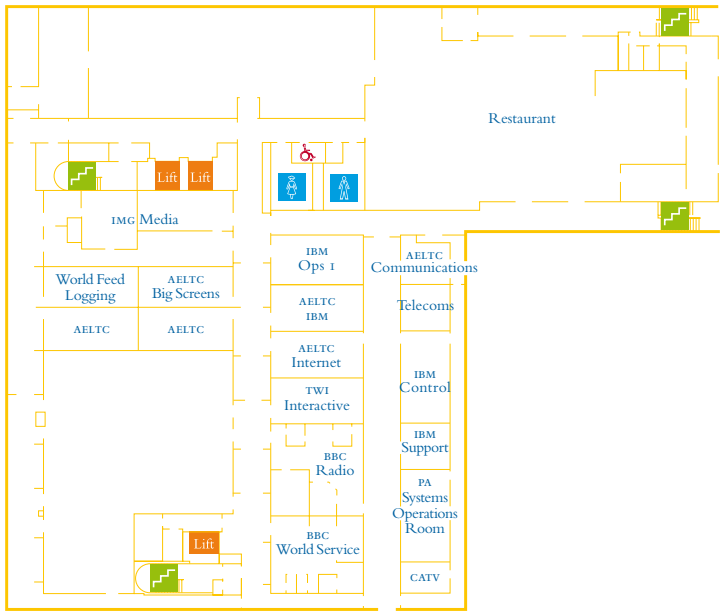 Restaurant
Lift
Lift
IMG Media
IBM
Ops 1
AELTC
Communications
World Feed
Logging
AELTC
Big Screens
AELTC
IBM
Telecoms
AELTC
AELTC
AELTC
Internet
TWI
Interactive
IBM
Control
IBM
Support
BBC
Radio
PA
Systems
Operations
Room
Lift
BBC
World Service
CATV